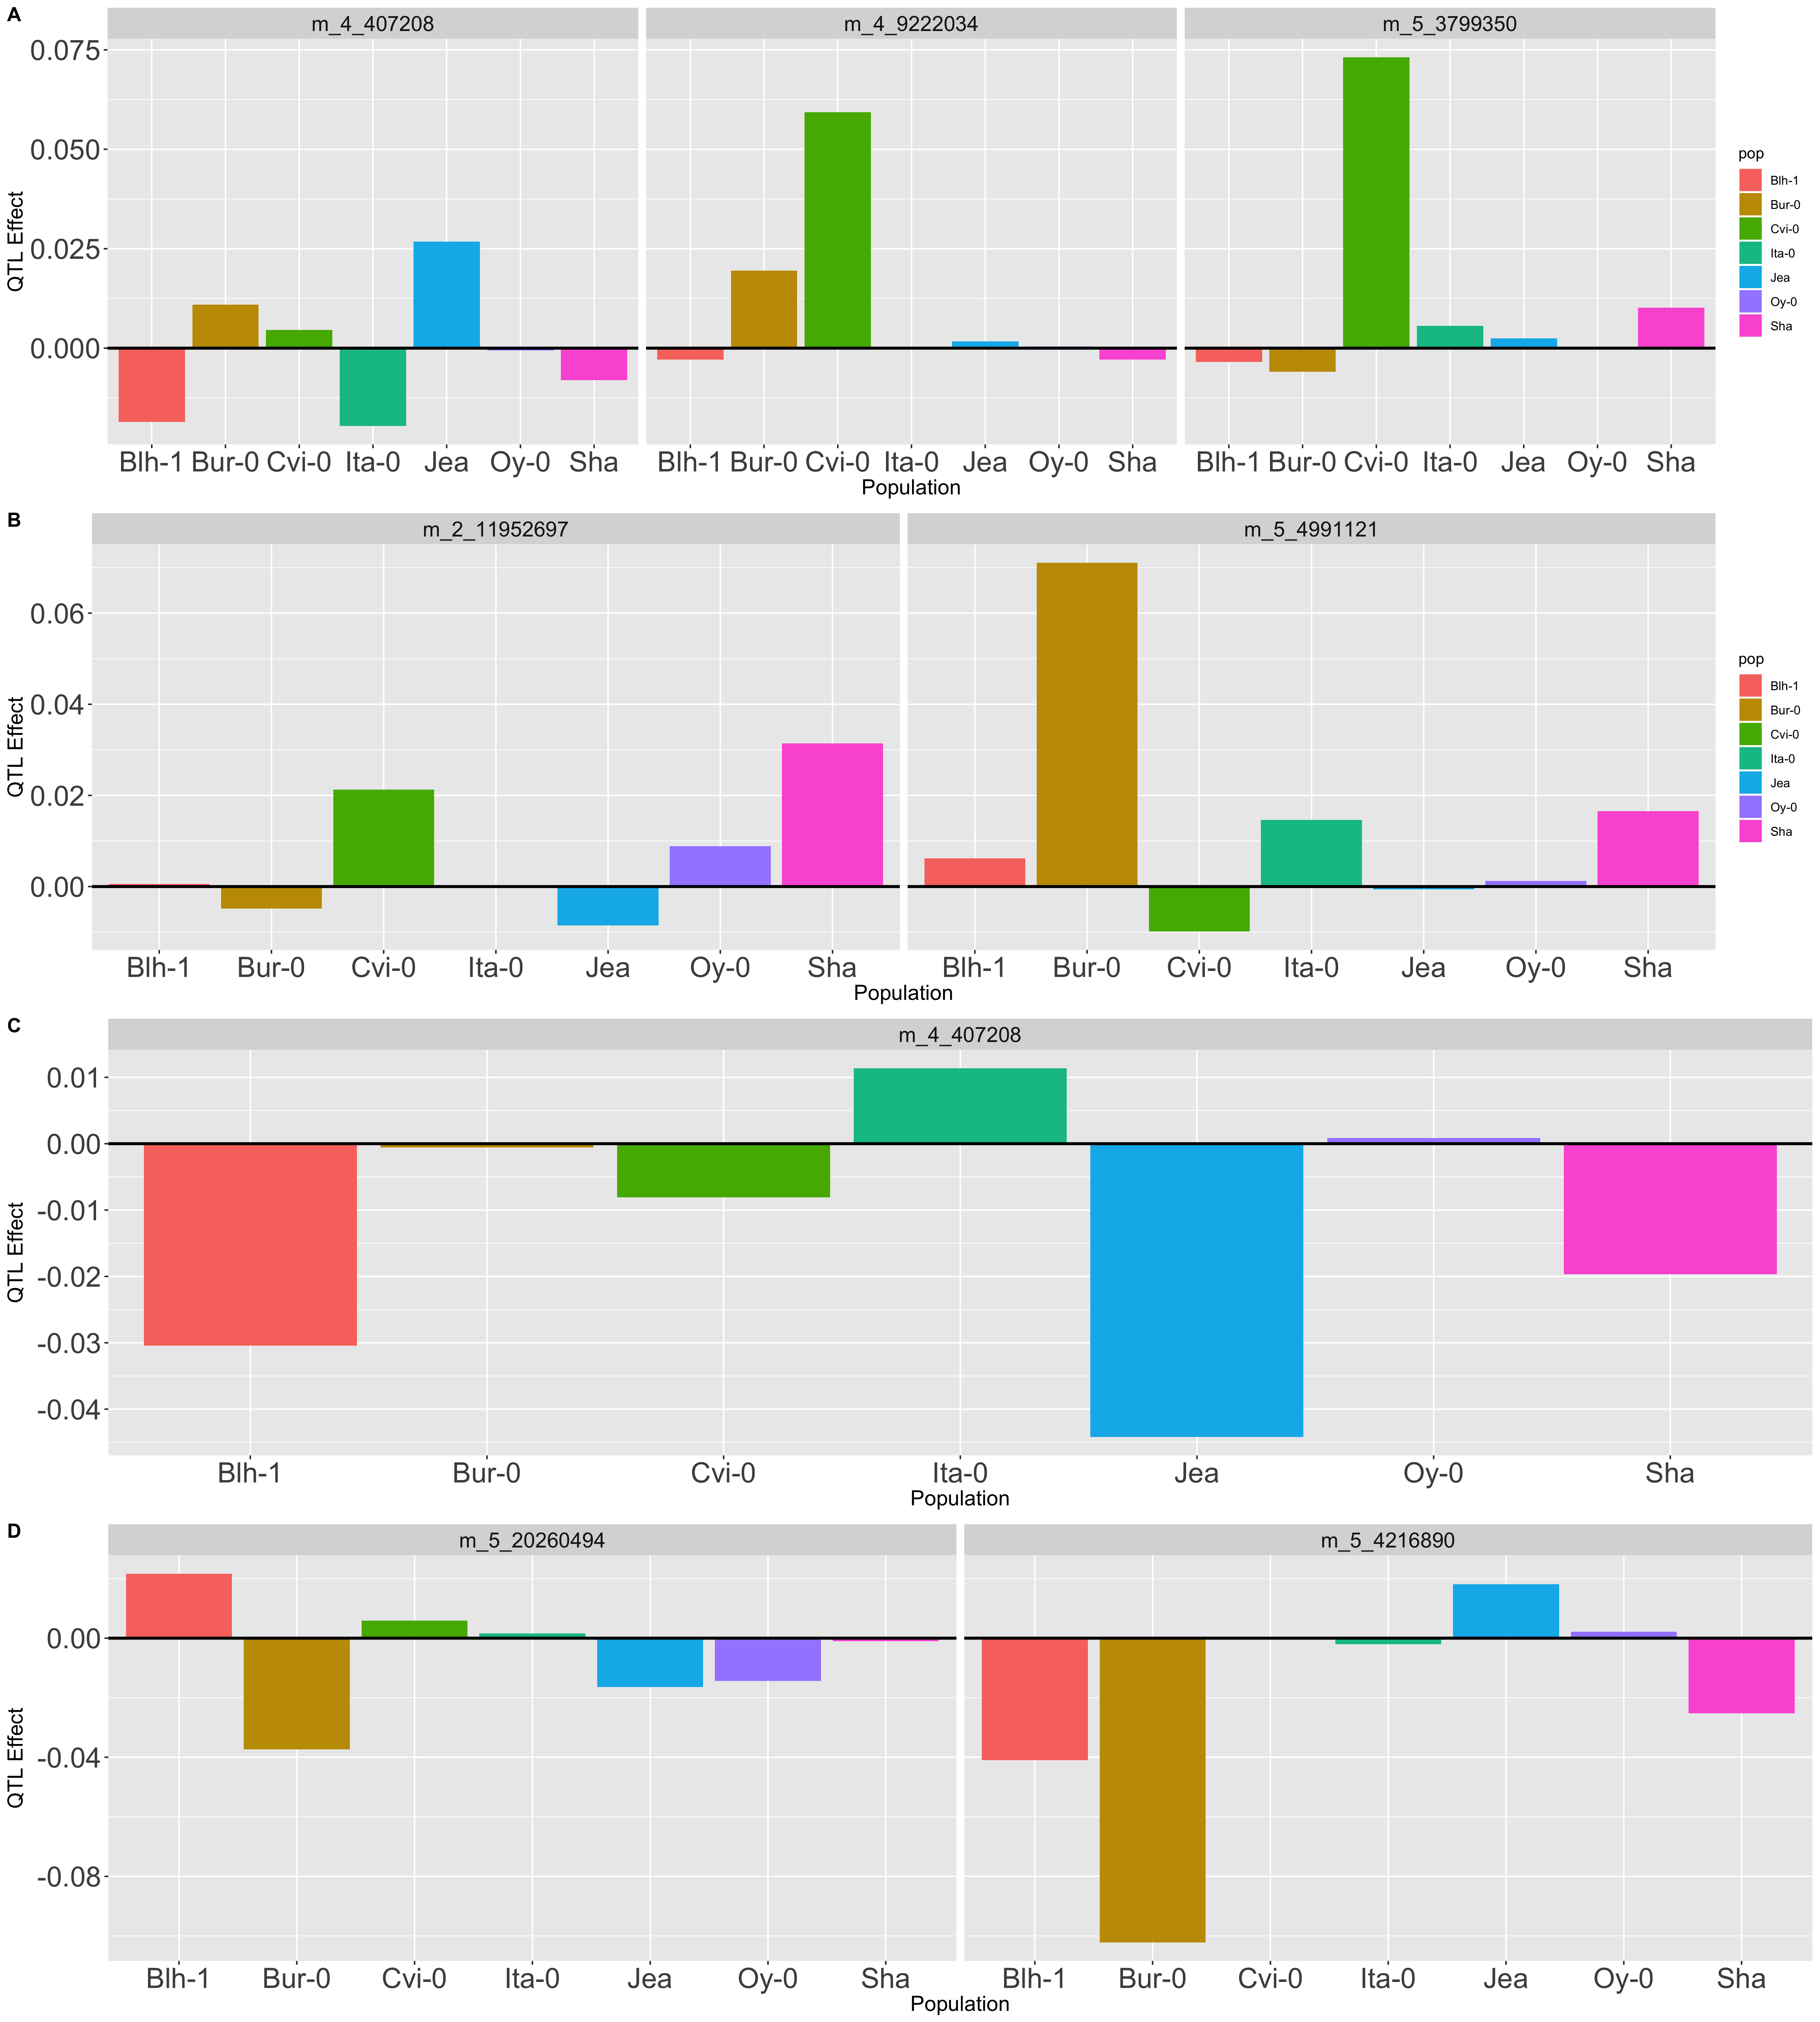 A
m_4_407208 m_4_9222034 m_5_3799350
0.075
0.050
0.025
0.000
QTL Effect
Blh-1 Bur-0 Cvi-0 Ita-0 Jea Oy-0 Sha Blh-1 Bur-0 Cvi-0 Ita-0 Jea Oy-0 Sha Blh-1 Bur-0 Cvi-0 Ita-0 Jea Oy-0 Sha
Population
pop
Blh-1
Bur-0
Cvi-0
Ita-0
Jea
Oy-0
Sha
B
m_2_11952697 m_5_4991121
0.06
0.04
0.02
0.00
QTL Effect
Blh-1 Bur-0 Cvi-0 Ita-0 Jea Oy-0 Sha Blh-1 Bur-0 Cvi-0 Ita-0 Jea Oy-0 Sha
Population
pop
Blh-1
Bur-0
Cvi-0
Ita-0
Jea
Oy-0
Sha
C
m_4_407208
0.01
0.00
-0.01
-0.02
-0.03
-0.04
QTL Effect
Blh-1 Bur-0 Cvi-0 Ita-0 Jea Oy-0 Sha
Population
D
m_5_20260494 m_5_4216890
0.00
-0.04
-0.08
QTL Effect
Blh-1 Bur-0 Cvi-0 Ita-0 Jea Oy-0 Sha Blh-1 Bur-0 Cvi-0 Ita-0 Jea Oy-0 Sha
Population